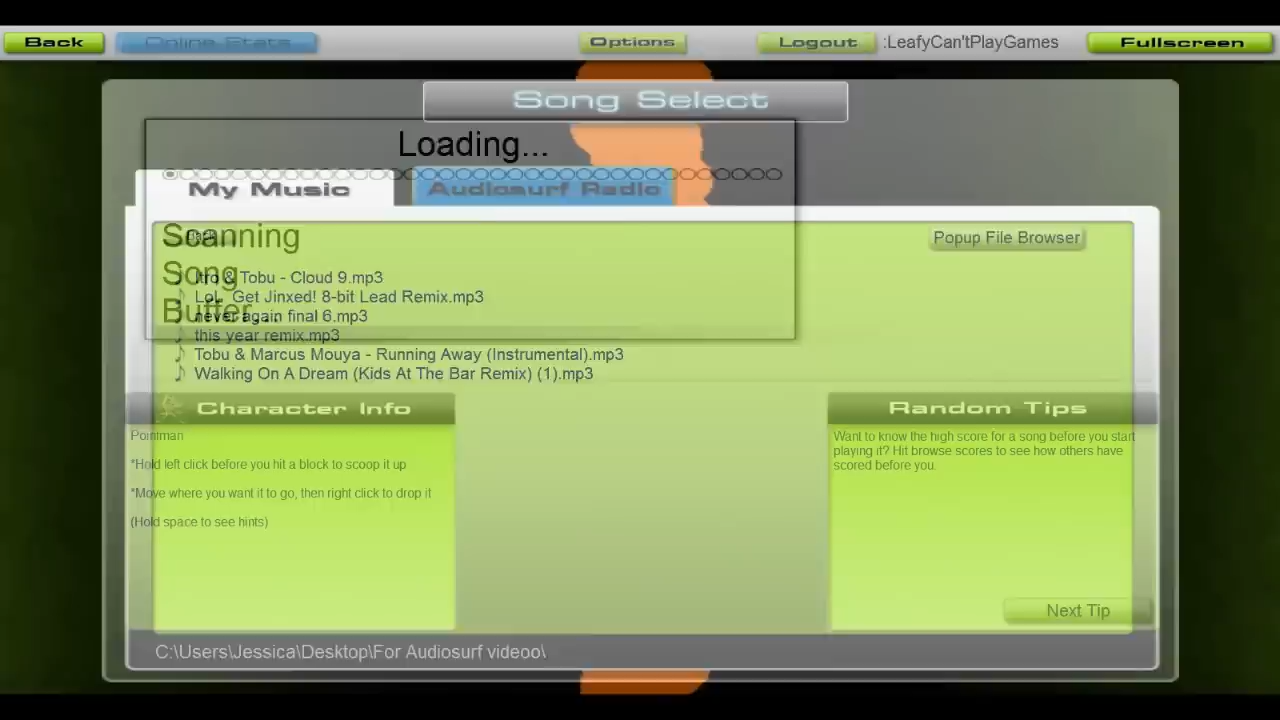 Back
Online Stats
Options
Logout
:LeafyCan'tPlayGames
Fullscreen
Song Select
Loading...
My Music
Audiosurf Radio
Scanning
Song
Buffer...
Popup File Browser
Itro & Tobu - Cloud 9.mp3
LoL_Get Jinxed! 8-bit Lead Remix.mp3
never again final 6.mp3
this year remix.mp3
Tobu & Marcus Mouya - Running Away (Instrumental).mp3
Walking On A Dream (Kids At The Bar Remix) (1).mp3
Character Info
Pointman
*Hold left click before you hit a block to scoop it up
*Move where you want it to go, then right click to drop it
(Hold space to see hints)
Random Tips
Want to know the high score for a song before you start
playing it? Hit browse scores to see how others have
scored before you.
Next Tip
C:\Users\Jessica\Desktop\For Audiosurf videoo\